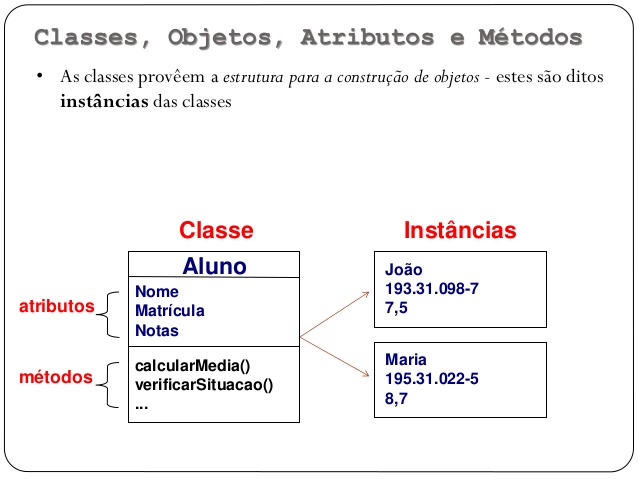 Classes, Objetos, Atributos e Métodos
• As classes provêem a estrutura para a construção de objetos - estes são ditos
instâncias das classes
Classe
Instâncias
Aluno
atributos
Nome
Matrícula
Notas
métodos
calcularMedia()
verificarSituacao()
...
João
193.31.098-7
7,5
Maria
195.31.022-5
8,7